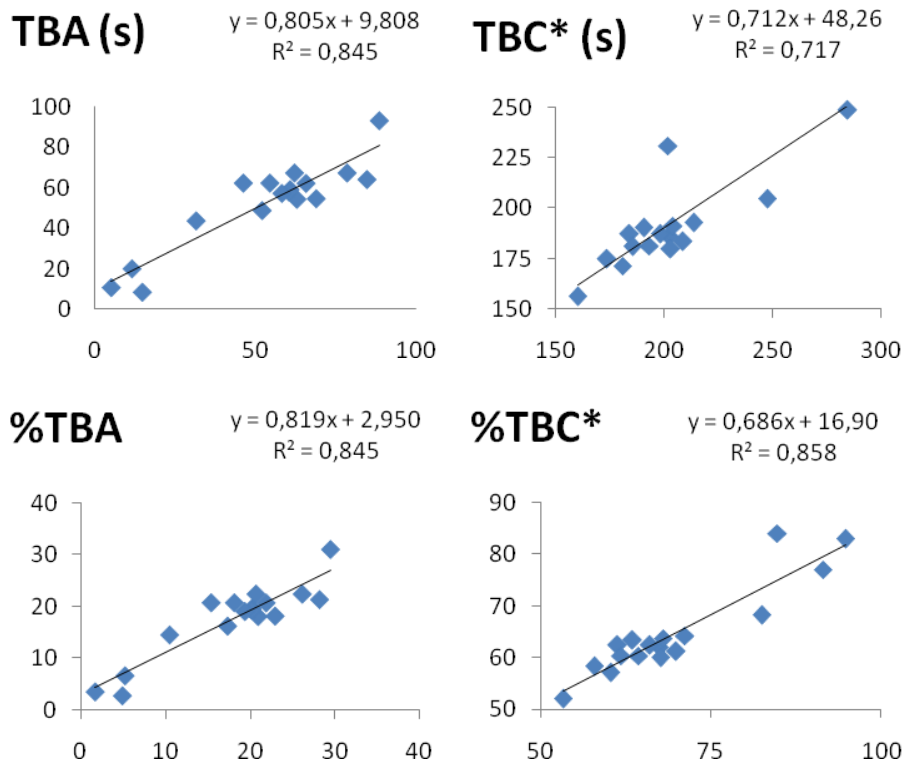 TBA (s)
y = 0,805x + 9,808
R² = 0,845
100
80
60
40
20
0
0 50 100
TBC* (s)
y = 0,712x + 48,26
R² = 0,717
250
225
200
175
150
150 200 250 300
%TBA
y = 0,819x + 2,950
R² = 0,845
40
30
20
10
0
0 10 20 30 40
%TBC*
y = 0,686x + 16,90
R² = 0,858
90
80
70
60
50
50 75 100